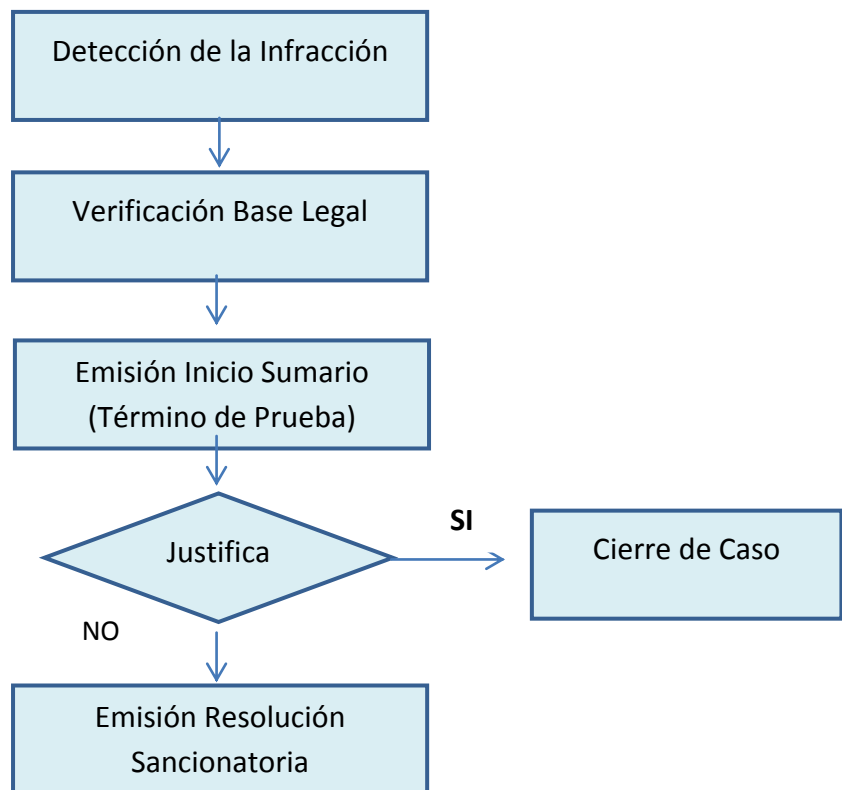 Detección de la Infracción
Verificación Base Legal
Emisión Inicio Sumario
(Término de Prueba)
Justifica
SI
Cierre de Caso
NO
Emisión Resolución
Sancionatoria